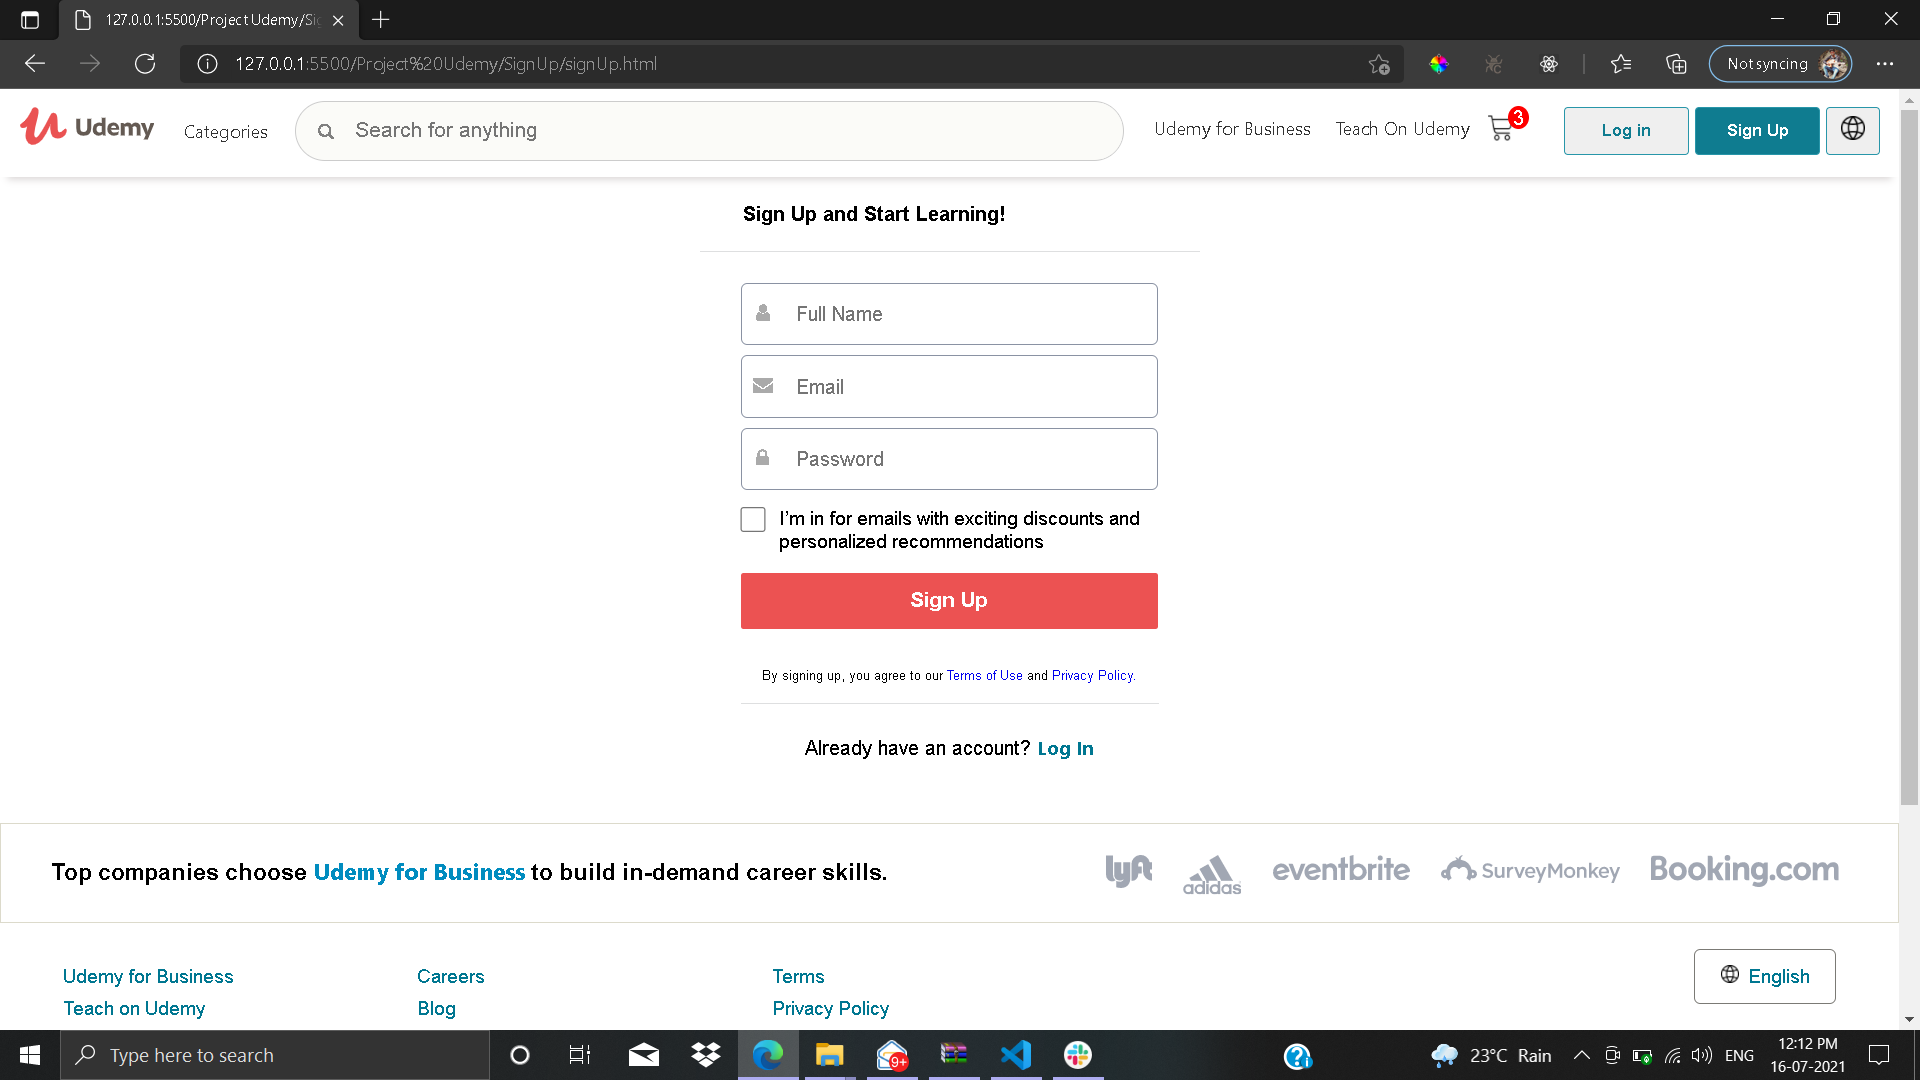 127.0.0.1:5500/Project Udemy/Si
127.0.0.1:5500/Project%20Udemy/SignUp/signUp.html
Not syncing
Udemy
Categories
Search for anything
Udemy for Business
Teach On Udemy
3
Log in
Sign Up
Sign Up and Start Learning!
Full Name
Email
Password
I'm in for emails with exciting discounts and
personalized recommendations
Sign Up
By signing up, you agree to our Terms of Use and Privacy Policy.
Already have an account? Log In
Top companies choose Udemy for Business to build in-demand career skills.
lyft
adidas
eventbrite
SurveyMonkey
Booking.com
Udemy for Business
Careers
Terms
English
Teach on Udemy
Blog
Privacy Policy
Type here to search
9+
23°C Rain
ENG
12:12 PM
16-07-2021